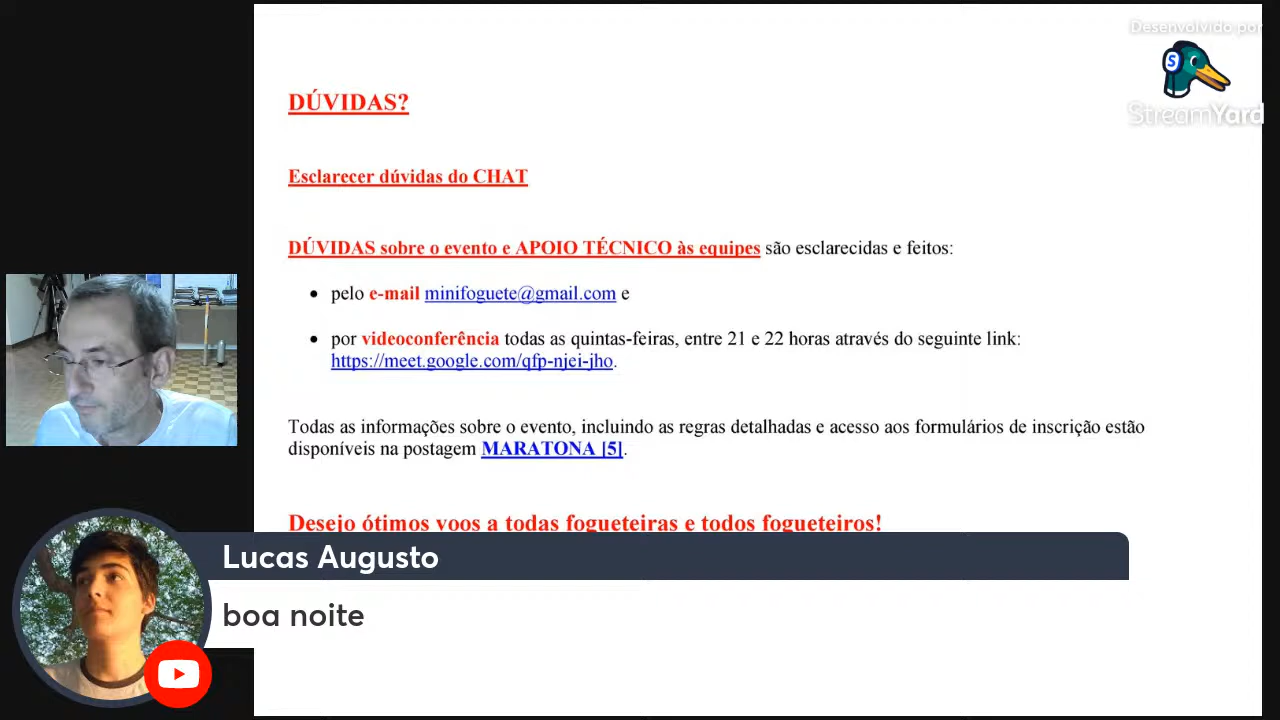 Desenvolvido por
S
StreamYard
DÚVIDAS?
Esclarecer dúvidas do CHAT
DÚVIDAS sobre o evento e APOIO TÉCNICO às equipes são esclarecidas e feitos:
• pelo e-mail minifoguete@gmail.com e
• por videoconferência todas as quintas-feiras, entre 21 e 22 horas através do seguinte link:
https://meet.google.com/qfp-njei-jho.
Todas as informações sobre o evento, incluindo as regras detalhadas e acesso aos formulários de inscrição estão
disponíveis na postagem MARATONA [5].
Desejo ótimos voos a todas fogueteiras e todos fogueteiros!
Lucas Augusto
boa noite